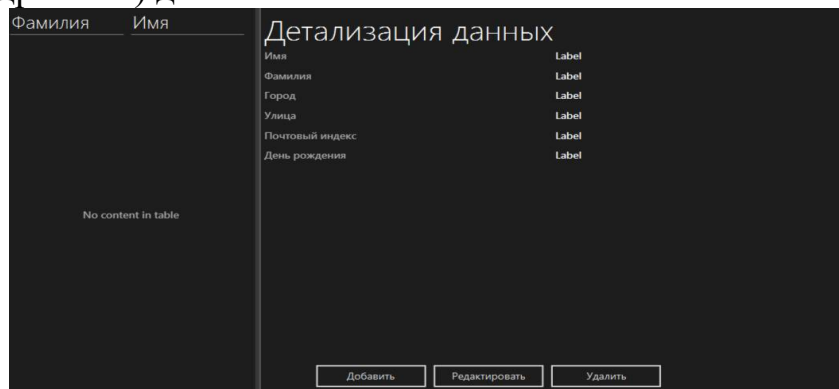 Фамилия Имя
No content in table
Детализация данных
Имя Label
Фамилия Label
Город Label
Улица Label
Почтовый индекс Label
День рождения Label
Добавить Редактировать Удалить